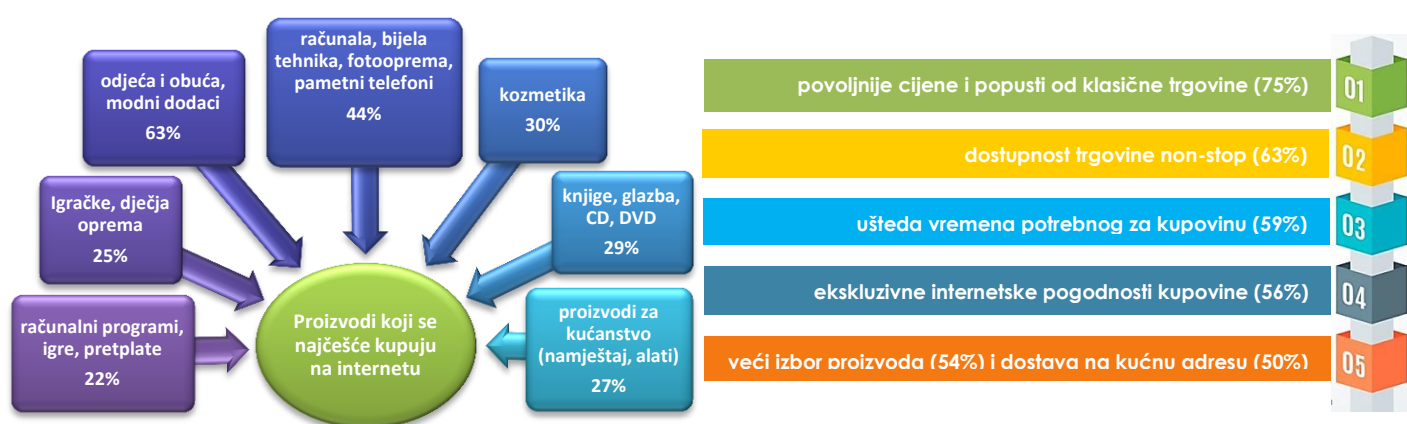 računala, bijela
tehnika, fotooprema,
pametni telefoni
44%
odjeća i obuća,
modni dodaci
63%
kozmetika
30%
Igračke, dječja
oprema
25%
knjige, glazba,
CD, DVD
29%
računalni programi,
igre, pretplate
22%
Proizvodi koji se
najčešće kupuju
na internetu
proizvodi za
kućanstvo
(namještaj, alati)
27%
povoljnije cijene i popusti od klasične trgovine (75%)
01
dostupnost trgovine non-stop (63%)
02
ušteda vremena potrebnog za kupovinu (59%)
03
ekskluzivne internetske pogodnosti kupovine (56%)
04
veći izbor proizvoda (54%) i dostava na kućnu adresu (50%)
05